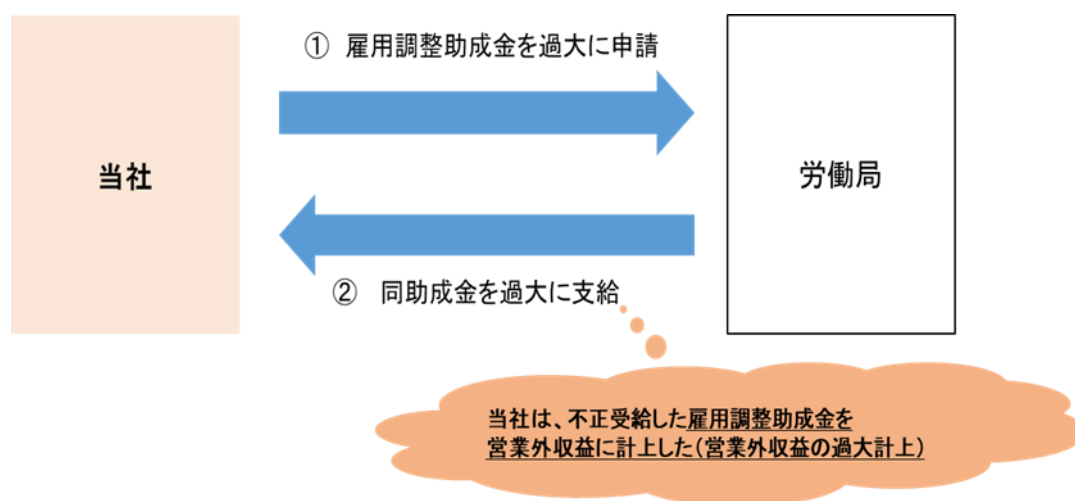 ① 雇用調整助成金を過大に申請
当社
労働局
② 同助成金を過大に支給
当社は、不正受給した雇用調整助成金を
営業外収益に計上した(営業外収益の過大計上)